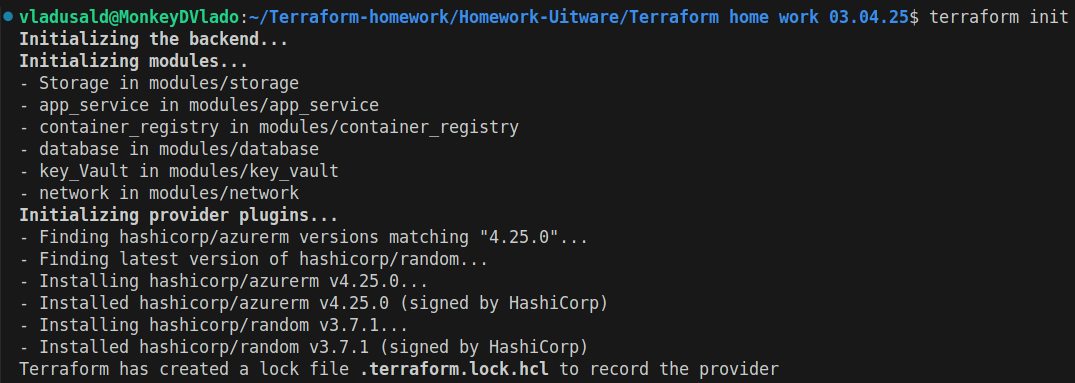 vladusald@MonkeyDVlado:~/Terraform-homework/Homework-Uitware/Terraform home work 03.04.25$ terraform init
Initializing the backend...
Initializing modules...
- Storage in modules/storage
- app_service in modules/app_service
- container_registry in modules/container_registry
- database in modules/database
- key_Vault in modules/key_vault
- network in modules/network
Initializing provider plugins...
- Finding hashicorp/azurerm versions matching "4.25.0"...
- Finding latest version of hashicorp/random...
- Installing hashicorp/azurerm v4.25.0...
- Installed hashicorp/azurerm v4.25.0 (signed by HashiCorp)
- Installing hashicorp/random v3.7.1...
- Installed hashicorp/random v3.7.1 (signed by HashiCorp)
Terraform has created a lock file .terraform.lock.hcl to record the provider